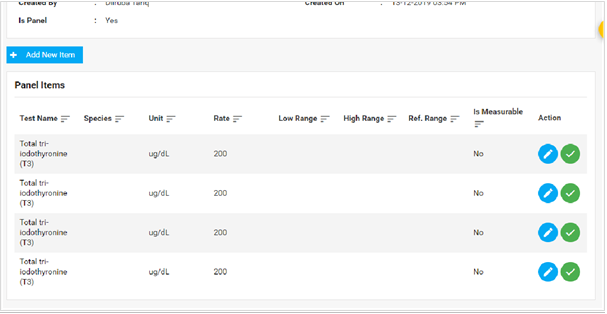 Created By : Dilruba Tariq Created On : 13-12-2019 03:54 PM
Is Panel : Yes
+ Add New Item
Panel Items
Test Name Species Unit Rate Low Range High Range Ref. Range Is Measurable Action
Total tri-
iodothyronine ug/dL 200 No
(T3)
Total tri-
iodothyronine ug/dL 200 No
(T3)
Total tri-
iodothyronine ug/dL 200 No
(T3)
Total tri-
iodothyronine ug/dL 200 No
(T3)